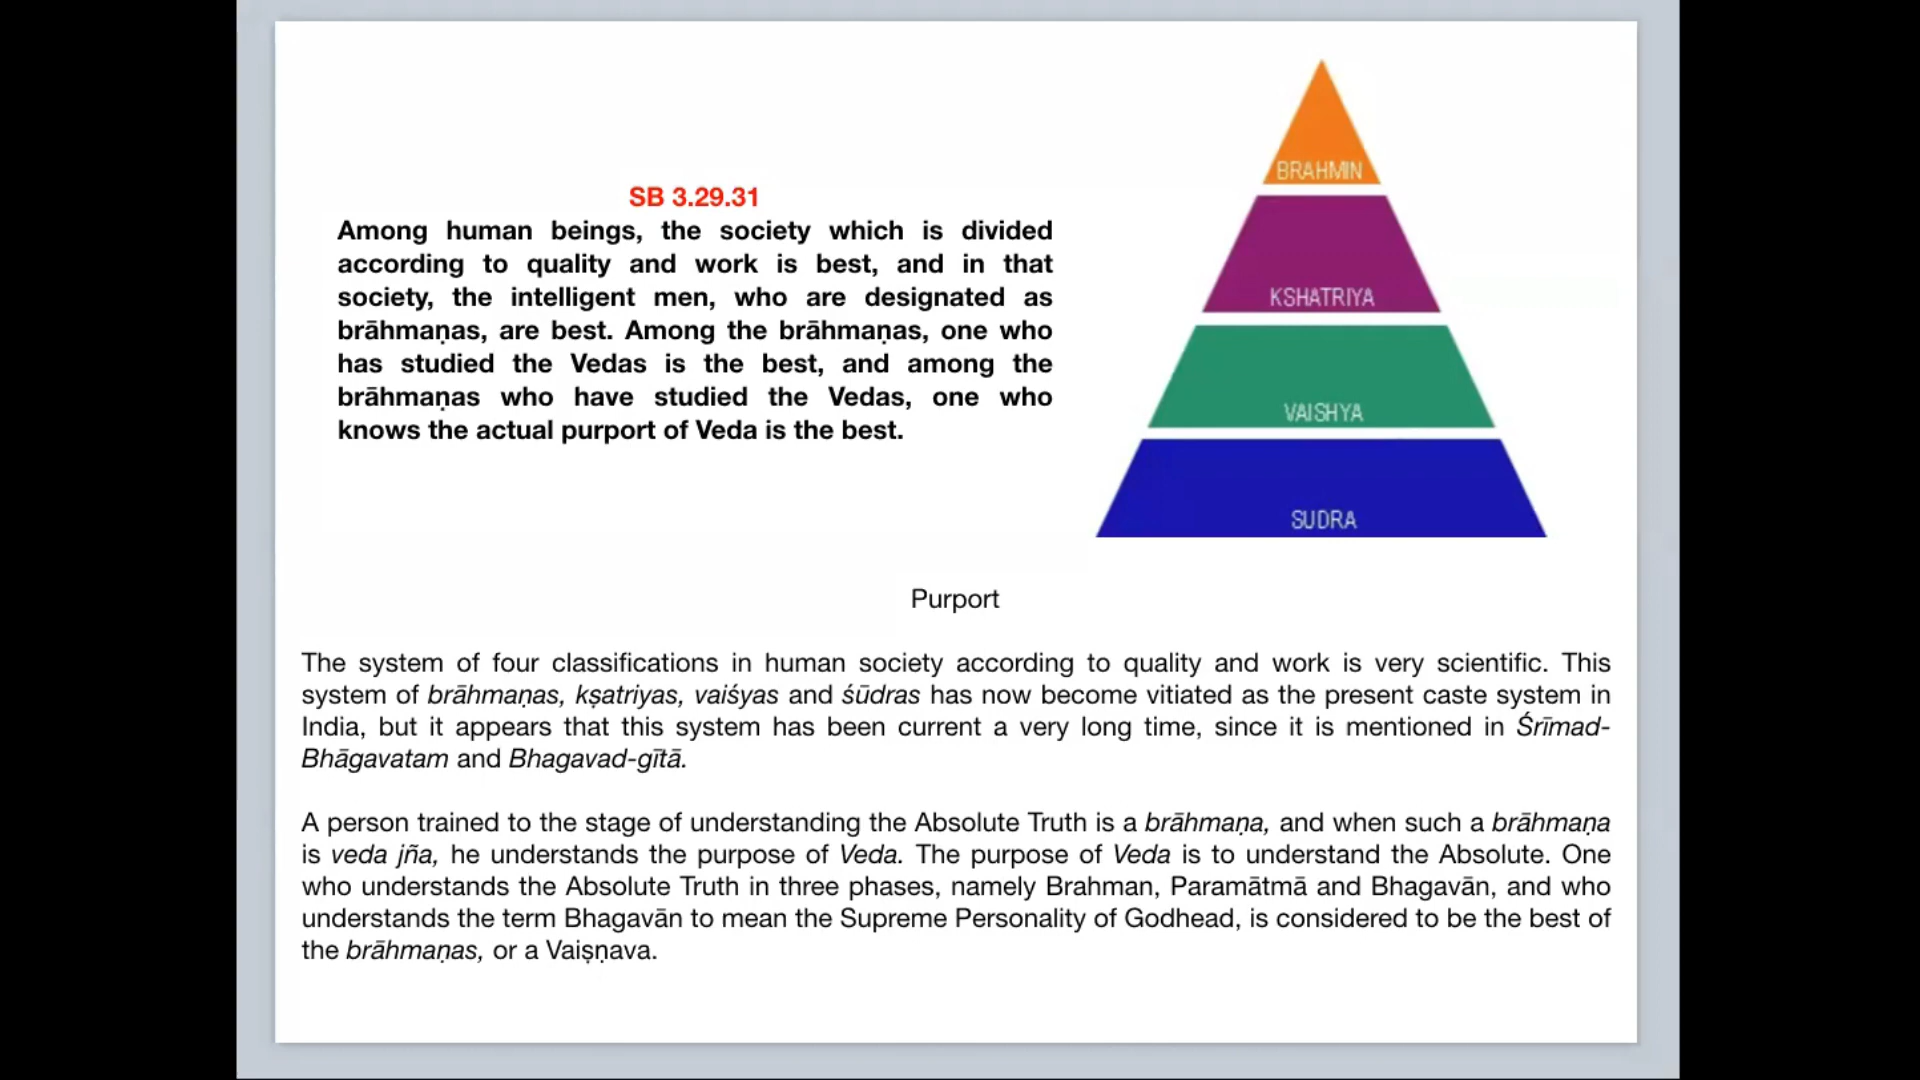 SB 3.29.31
Among human beings, the society which is divided
according to quality and work is best, and in that
society, the intelligent men, who are designated as
brāhmaṇas, are best. Among the brāhmaṇas, one who
has studied the Vedas is the best, and among the
brāhmaṇas who have studied the Vedas, one who
knows the actual purport of Veda is the best.
BRAHMIN
KSHATRIYA
VAISHYA
SUDRA
Purport
The system of four classifications in human society according to quality and work is very scientific. This
system of brāhmaṇas, kṣatriyas, vaiśyas and śūdras has now become vitiated as the present caste system in
India, but it appears that this system has been current a very long time, since it is mentioned in Śrīmad-
Bhāgavatam and Bhagavad-gītā.
A person trained to the stage of understanding the Absolute Truth is a brāhmaṇa, and when such a brāhmaṇa
is veda jña, he understands the purpose of Veda. The purpose of Veda is to understand the Absolute. One
who understands the Absolute Truth in three phases, namely Brahman, Paramātmā and Bhagavān, and who
understands the term Bhagavān to mean the Supreme Personality of Godhead, is considered to be the best of
the brāhmaṇas, or a Vaiṣṇava.